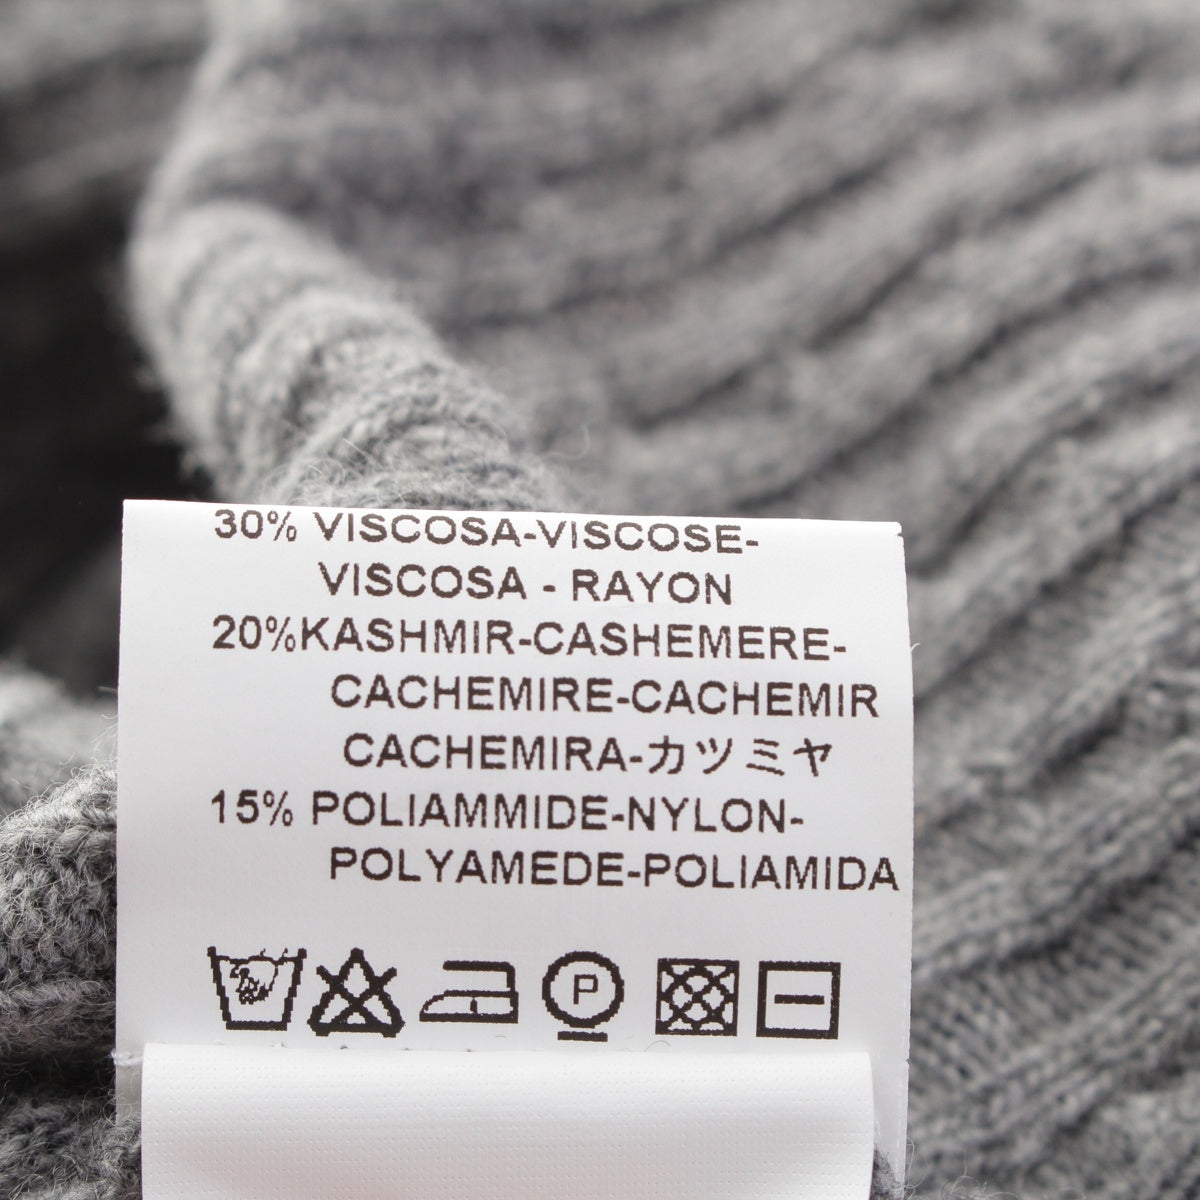 30% VISCOSA-VISCOSE-
VISCOSA - RAYON
20%KASHMIR-CASHEMERE-
CACHEMIRE-CACHEMIR
CACHEMIRA-カツミヤ
15% POLIAMMIDE-NYLON-
POLYAMEDE-POLIAMIDA
P